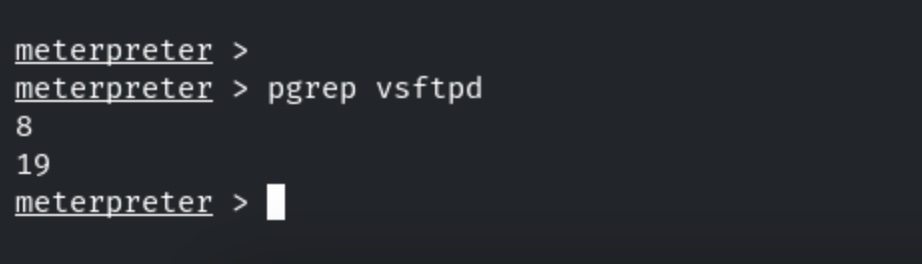 meterpreter >
meterpreter > pgrep vsftpd
8
19
meterpreter >